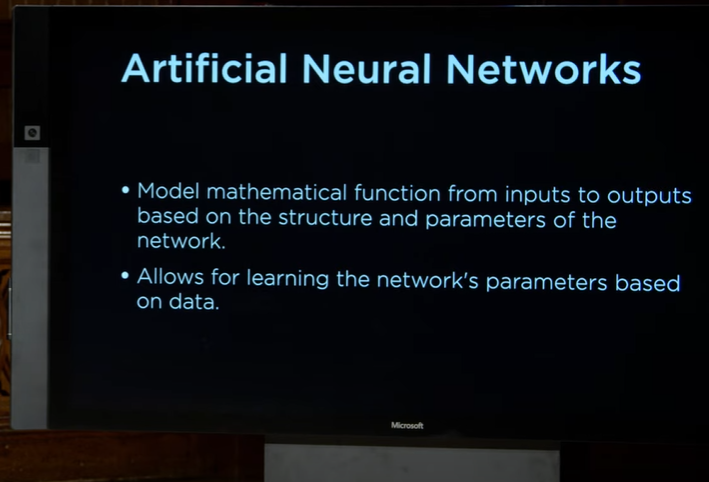 Artificial Neural Networks
• Model mathematical function from inputs to outputs
based on the structure and parameters of the
network.
• Allows for learning the network's parameters based
on data.
Microsoft